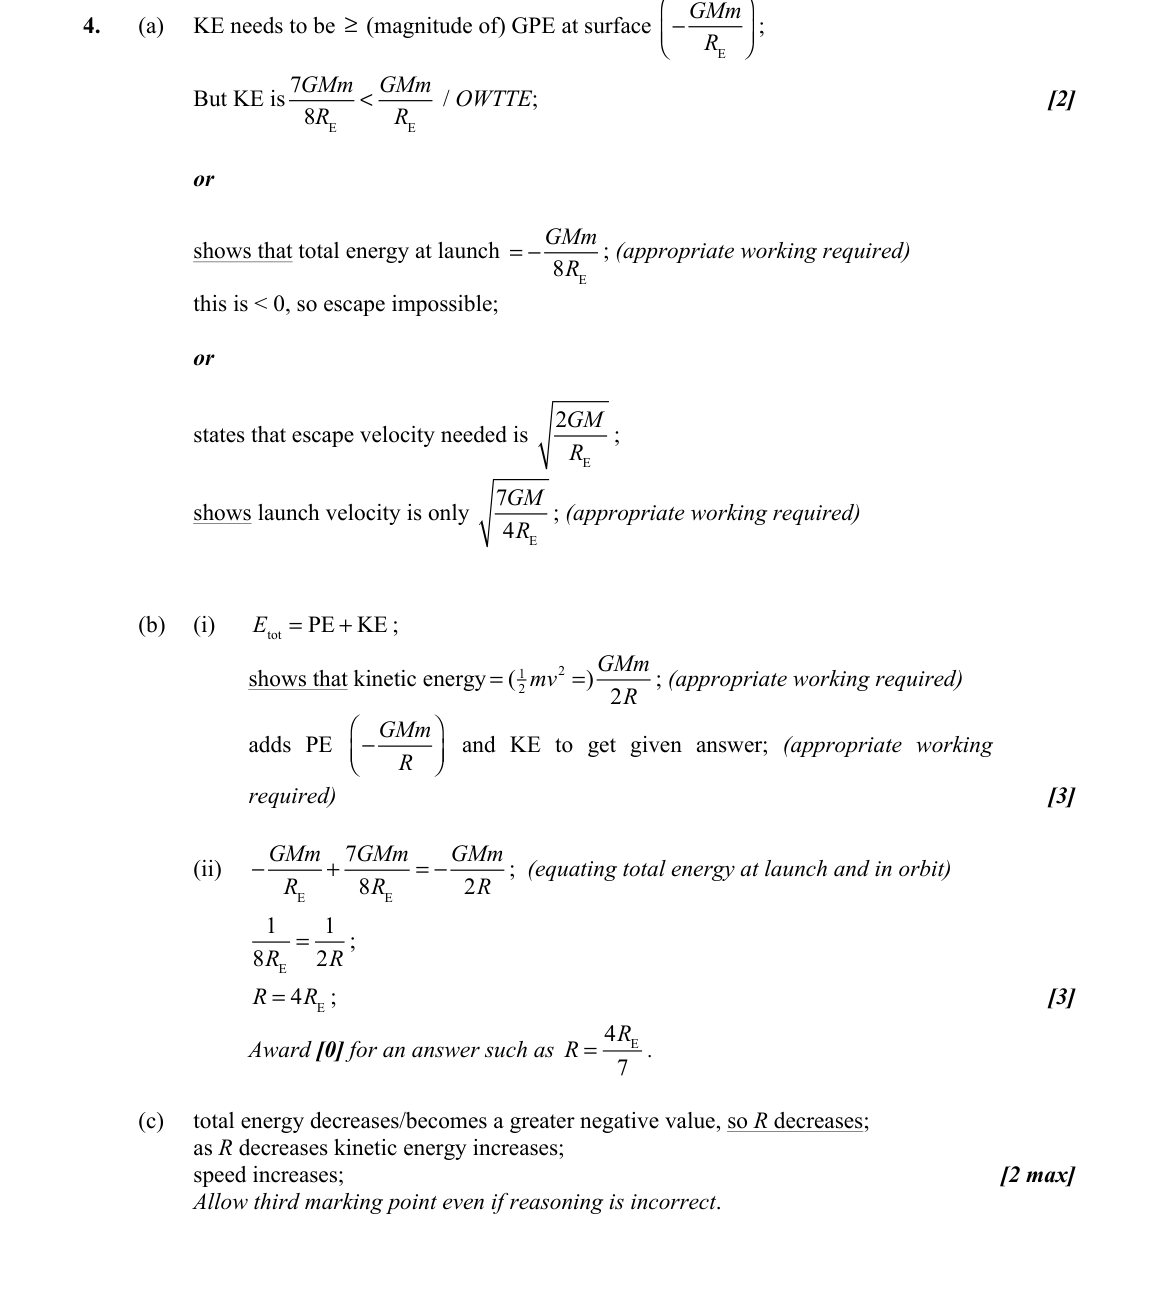 4. (a) KE needs to be ≥ (magnitude of) GPE at surface (−GMm/R_E);
But KE is 7GMm/8R_E < GMm/R_E / OWTTE; [2]
or
shows that total energy at launch = −GMm/8R_E; (appropriate working required)
this is < 0, so escape impossible;
or
states that escape velocity needed is √(2GM/R_E);
shows launch velocity is only √(7GM/4R_E); (appropriate working required)
(b) (i) E_tot = PE + KE;
shows that kinetic energy = (½mv² =) GMm/2R; (appropriate working required)
adds PE (−GMm/R) and KE to get given answer; (appropriate working
required) [3]
(ii) −GMm/R_E + 7GMm/8R_E = −GMm/2R; (equating total energy at launch and in orbit)
1/8R_E = 1/2R;
R = 4R_E; [3]
Award [0] for an answer such as R = 4R_E/7.
(c) total energy decreases/becomes a greater negative value, so R decreases;
as R decreases kinetic energy increases;
speed increases; [2 max]
Allow third marking point even if reasoning is incorrect.